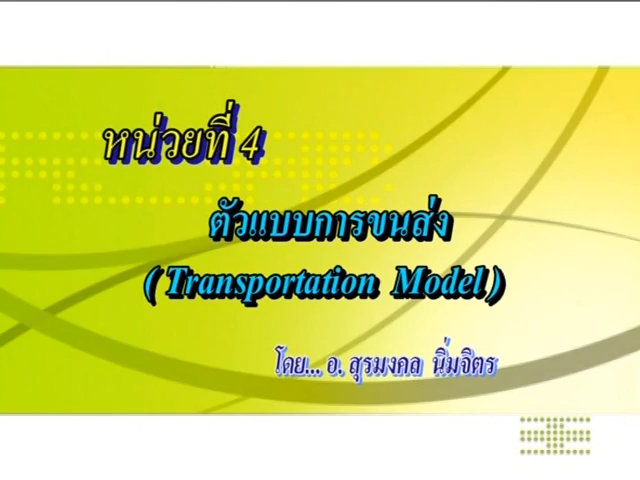 หน่วยที่ 4
ตัวแบบการขนส่ง
( Transportation Model )
โดย... อ. สุรมงคล นิ่มจิตร